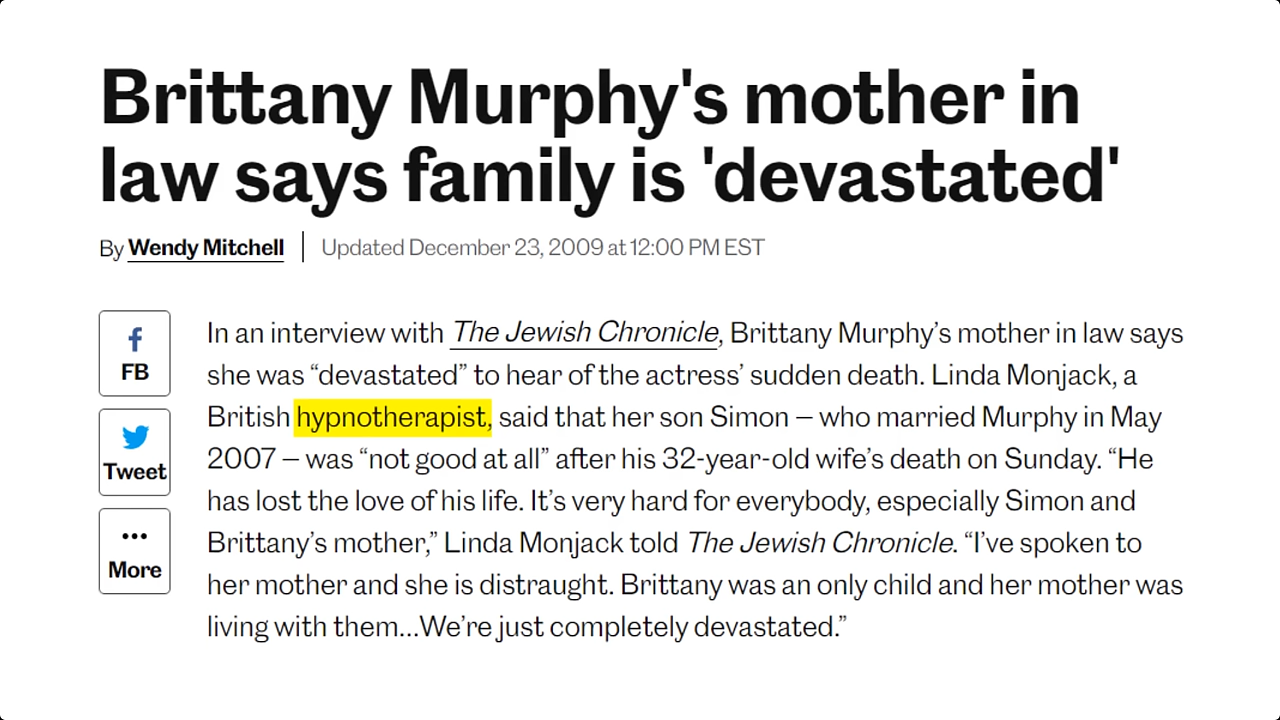 Brittany Murphy's mother in
law says family is 'devastated'
By Wendy Mitchell | Updated December 23, 2009 at 12:00 PM EST
In an interview with The Jewish Chronicle, Brittany Murphy’s mother in law says
she was “devastated” to hear of the actress’ sudden death. Linda Monjack, a
British hypnotherapist, said that her son Simon – who married Murphy in May
2007 – was “not good at all” after his 32-year-old wife’s death on Sunday. “He
has lost the love of his life. It’s very hard for everybody, especially Simon and
Brittany’s mother,” Linda Monjack told The Jewish Chronicle. “I’ve spoken to
her mother and she is distraught. Brittany was an only child and her mother was
living with them...We’re just completely devastated.”
FB
Tweet
More